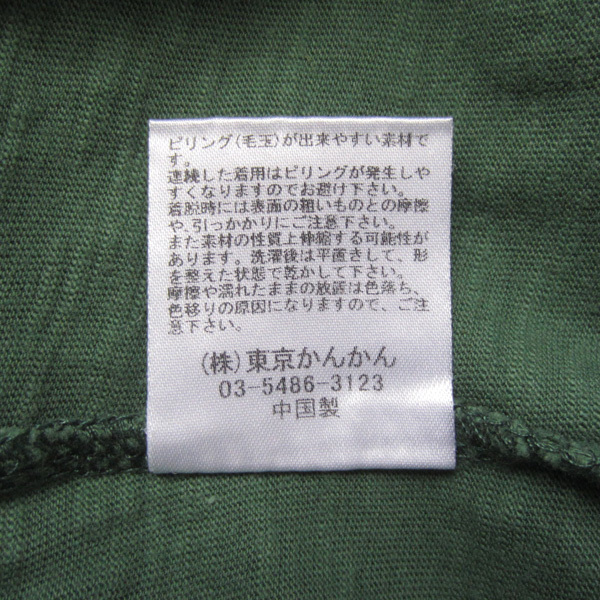 ピリング(毛玉)が出来やすい素材で
す。
連続した着用はピリングが発生しや
すくなりますのでお避け下さい。
着脱時には表面の粗いものとの摩擦
や、引っかかりにご注意下さい。
また素材の性質上伸縮する可能性が
あります。洗濯後は平置きして、形
を整えた状態で乾かして下さい。
摩擦や濡れたままの放置は色落ち、
色移りの原因になりますので、ご注
意下さい。
(株)東京かんかん
03-5486-3123
中国製